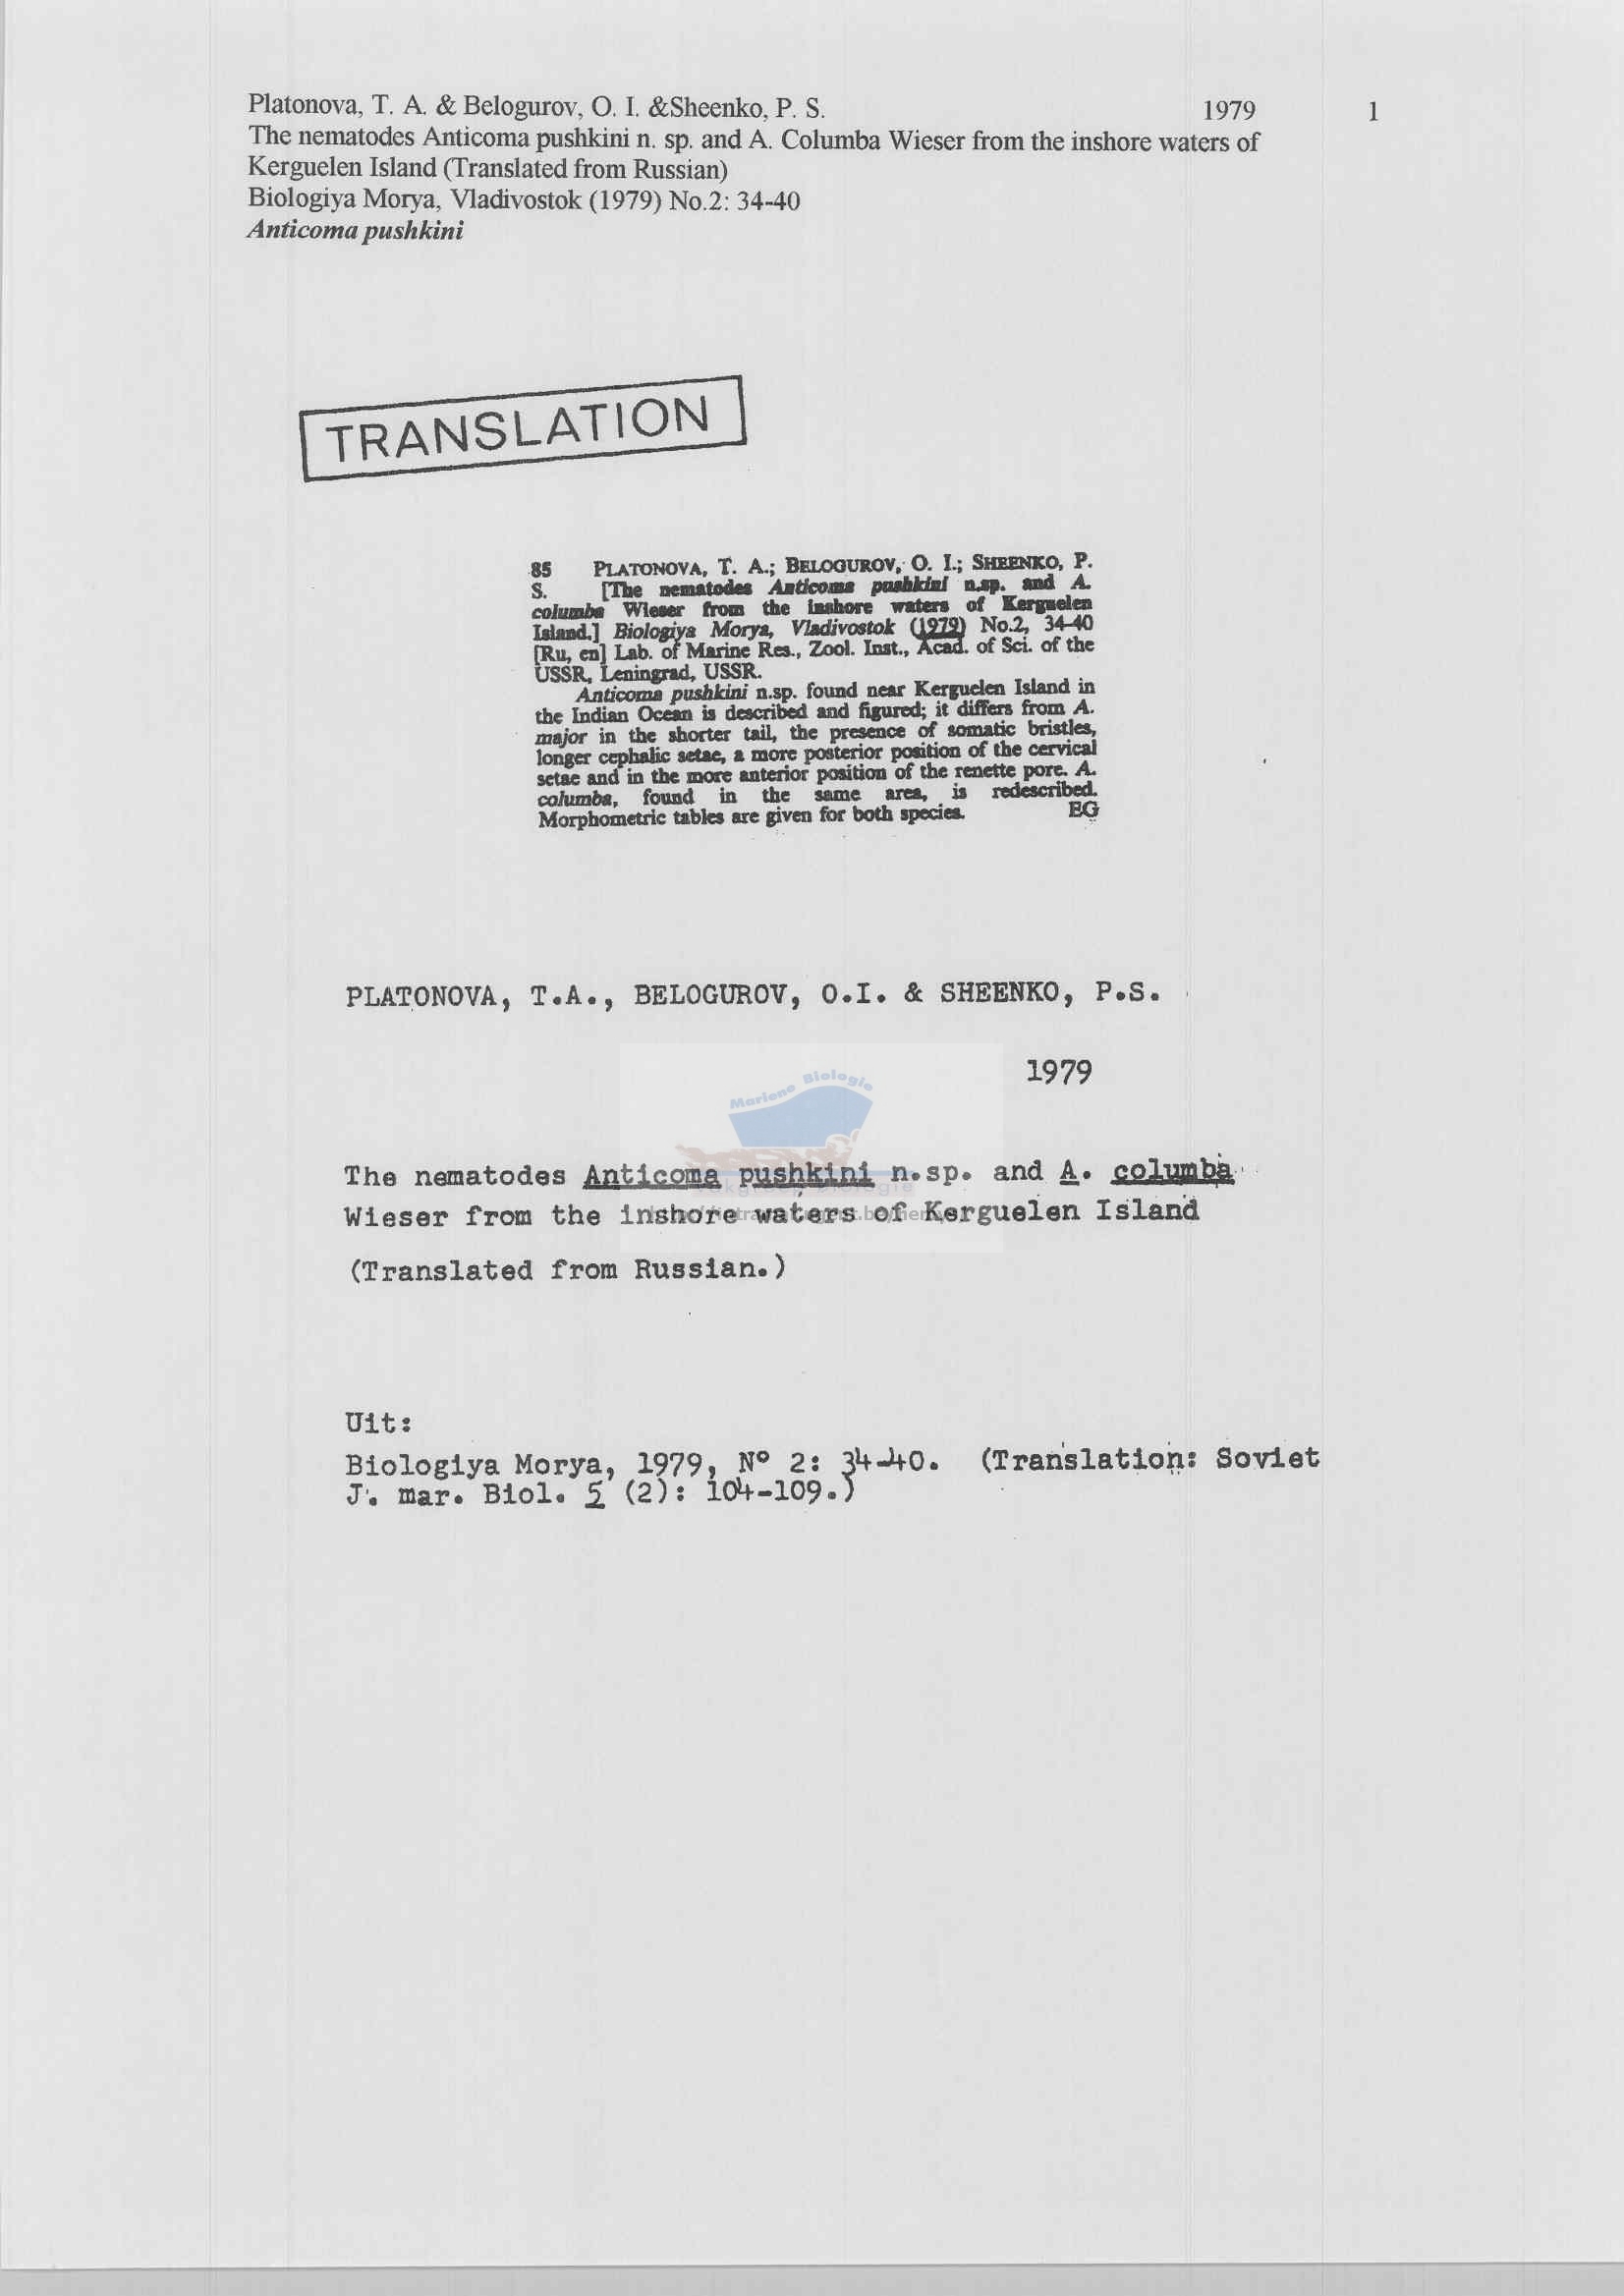 Platonova, T. A. & Belogurov, O. I. &Sheenko, P. S. 1979 1
The nematodes Anticoma pushkini n. sp. and A. Columba Wieser from the inshore waters of
Kerguelen Island (Translated from Russian)
Biologiya Morya, Vladivostok (1979) No.2: 34-40
Anticoma pushkini
TRANSLATION
85 PLATONOVA, T. A.; BELOGUROV, O. I.; SHEENKO, P.
S. [The nematodes Anticoma pushkini n.sp. and A.
columba Wieser from the inshore waters of Kerguelen
Island.] Biologiya Morya, Vladivostok (1979) No.2, 34-40
[Ru, en] Lab. of Marine Res., Zool. Inst., Acad. of Sci. of the
USSR, Leningrad, USSR.
Anticoma pushkini n.sp. found near Kerguelen Island in
the Indian Ocean is described and figured; it differs from A.
major in the shorter tail, the presence of somatic bristles,
longer cephalic setae, a more posterior position of the cervical
setae and in the more anterior position of the renette pore. A.
columba, found in the same area, is redescribed.
Morphometric tables are given for both species. EG
PLATONOVA, T.A., BELOGUROV, O.I. & SHEENKO, P.S.
1979
Mariene Biologie
The nematodes Anticoma pushkini n.sp. and A. columba
Wieser from the inshore waters of Kerguelen Island
(Translated from Russian.)
Uit:
Biologiya Morya, 1979, Nº 2: 34-40. (Translation: Soviet
J. mar. Biol. 5 (2): 104-109.)